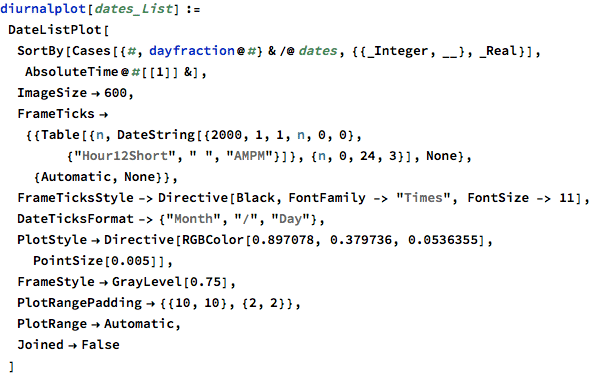 diurnalplot[dates_List] :=
DateListPlot[
SortBy[Cases[{#, dayfraction@#} & /@ dates, {{_Integer, __}, _Real}],
AbsoluteTime@#[[1]] &],
ImageSize → 600,
FrameTicks →
{{Table[{n, DateString[{2000, 1, 1, n, 0, 0},
{"Hour12Short", " ", "AMPM"}]}, {n, 0, 24, 3}], None},
{Automatic, None}},
FrameTicksStyle -> Directive[Black, FontFamily -> "Times", FontSize -> 11],
DateTicksFormat -> {"Month", "/", "Day"},
PlotStyle → Directive[RGBColor[0.897078, 0.379736, 0.0536355],
PointSize[0.005]],
FrameStyle → GrayLevel[0.75],
PlotRangePadding → {{10, 10}, {2, 2}},
PlotRange → Automatic,
Joined → False
]